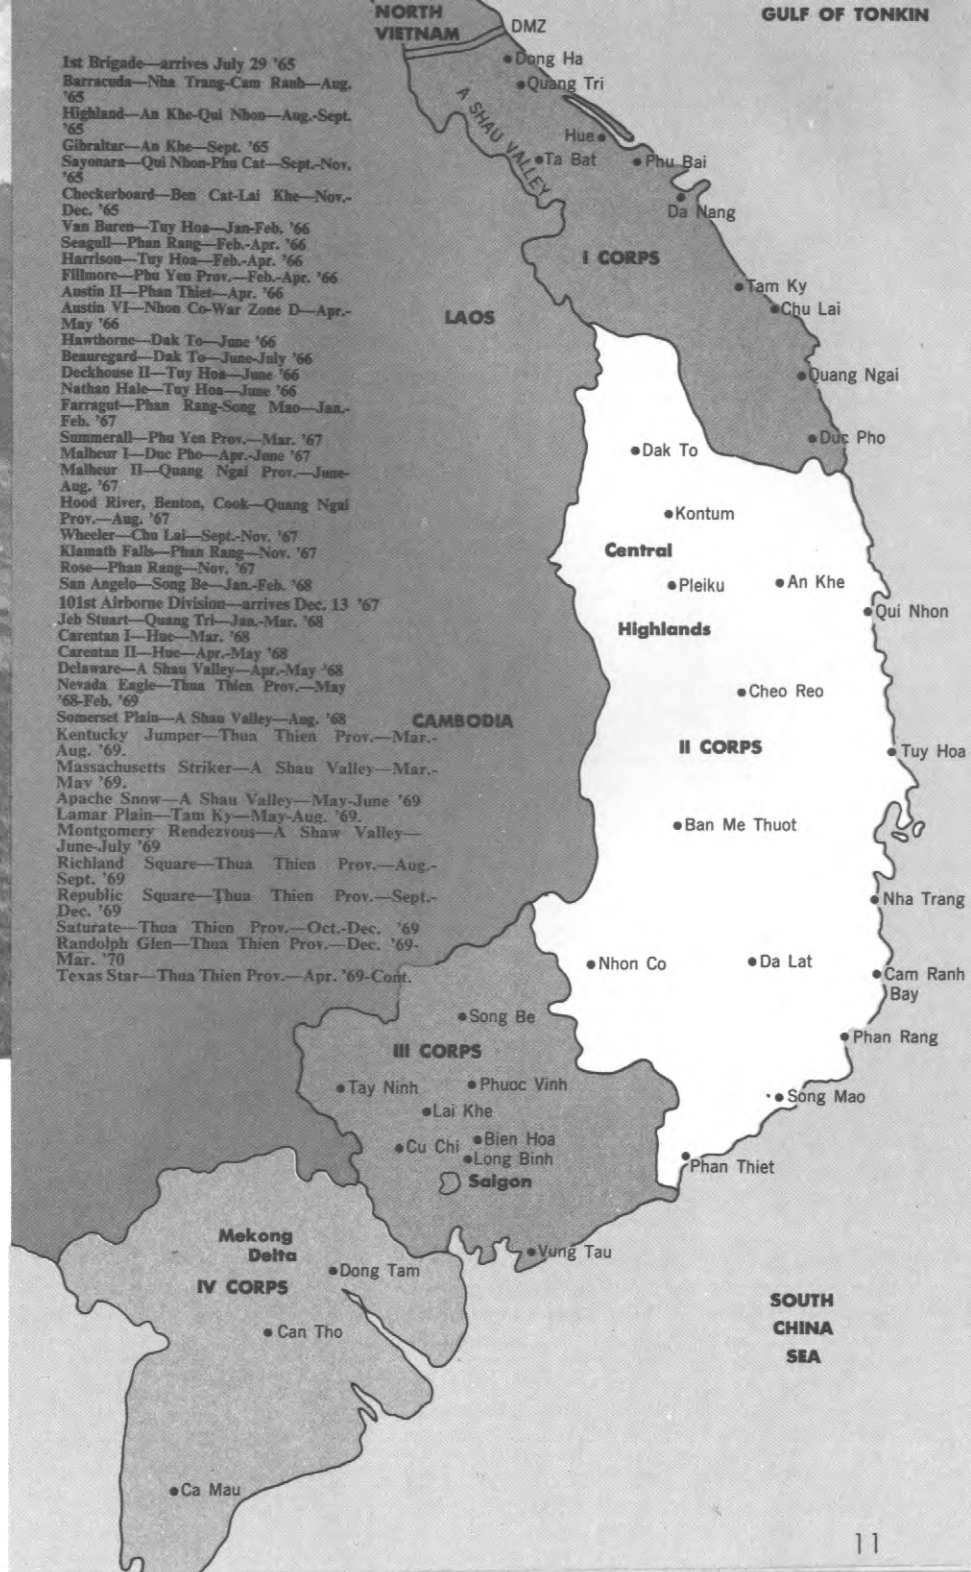 NORTH
VIETNAM
DMZ
GULF OF TONKIN
1st Brigade—arrives July 29 '65
Barracuda—Nha Trang-Cam Ranh—Aug.
'65
Highland—An Khe-Qui Nhon—Aug.-Sept.
'65
Gibraltar—An Khe—Sept. '65
Sayonara—Qui Nhon-Phu Cat—Sept.-Nov.
'65
Checkerboard—Ben Cat-Lai Khe—Nov.-
Dec. '65
Van Buren—Tuy Hoa—Jan-Feb. '66
Seagull—Phan Rang—Feb.-Apr. '66
Harrison—Tuy Hoa—Feb.-Apr. '66
Fillmore—Phu Yen Prov.—Feb.-Apr. '66
Austin II—Phan Thiet—Apr. '66
Austin VI—Nhon Co-War Zone D—Apr.-
May '66
Hawthorne—Dak To—June '66
Beauregard—Dak To—June-July '66
Deckhouse II—Tuy Hoa—June '66
Nathan Hale—Tuy Hoa—June '66
Farragut—Phan Rang-Song Mao—Jan.-
Feb. '67
Summerall—Phu Yen Prov.—Mar. '67
Malheur I—Duc Pho—Apr.-June '67
Malheur II—Quang Ngai Prov.—June-
Aug. '67
Hood River, Benton, Cook—Quang Ngai
Prov.—Aug. '67
Wheeler—Chu Lai—Sept.-Nov. '67
Klamath Falls—Phan Rang—Nov. '67
Rose—Phan Rang—Nov. '67
San Angelo—Song Be—Jan.-Feb. '68
101st Airborne Division—arrives Dec. 13 '67
Jeb Stuart—Quang Tri—Jan.-Mar. '68
Carentan I—Hue—Mar. '68
Carentan II—Hue—Apr.-May '68
Delaware—A Shau Valley—Apr.-May '68
Nevada Eagle—Thua Thien Prov.—May
'68-Feb. '69
Somerset Plain—A Shau Valley—Aug. '68
Kentucky Jumper—Thua Thien Prov.—Mar.-
Aug. '69.
Massachusetts Striker—A Shau Valley—Mar.-
May '69.
Apache Snow—A Shau Valley—May-June '69
Lamar Plain—Tam Ky—May-Aug. '69.
Montgomery Rendezvous—A Shaw Valley—
June-July '69
Richland Square—Thua Thien Prov.—Aug.-
Sept. '69
Republic Square—Thua Thien Prov.—Sept.-
Dec. '69
Saturate—Thua Thien Prov.—Oct.-Dec. '69
Randolph Glen—Thua Thien Prov.—Dec. '69-
Mar. '70
Texas Star—Thua Thien Prov.—Apr. '69-Cont.
Dong Ha
Quang Tri
A SHAU VALLEY
Hue
Ta Bat
Phu Bai
Da Nang
I CORPS
Tam Ky
Chu Lai
LAOS
Quang Ngai
Duc Pho
Dak To
Kontum
Central
Pleiku
An Khe
Qui Nhon
Highlands
Cheo Reo
CAMBODIA
II CORPS
Tuy Hoa
Ban Me Thuot
Nha Trang
Nhon Co
Da Lat
Cam Ranh
Bay
Song Be
Phan Rang
III CORPS
Tay Ninh
Phuoc Vinh
Song Mao
Lai Khe
Bien Hoa
Cu Chi
Long Binh
Phan Thiet
Saigon
Mekong
Delta
Vung Tau
Dong Tam
IV CORPS
SOUTH
CHINA
SEA
Can Tho
Ca Mau
11